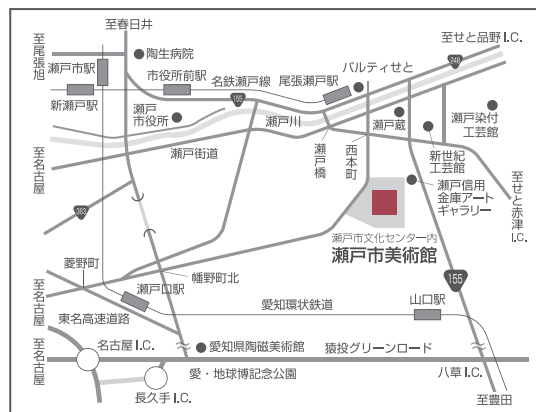 至春日井
至尾張旭
瀬戸市駅
陶生病院
市役所前駅
名鉄瀬戸線
尾張瀬戸駅
パルティせと
至せと品野I.C.
248
新瀬戸駅
瀬戸
市役所
155
瀬戸川
瀬戸蔵
瀬戸染付
工芸館
至名古屋
瀬戸街道
瀬戸橋
西本町
新世紀
工芸館
瀬戸信用
金庫アート
ギャラリー
至せと赤津I.C.
363
瀬戸市文化センター内
瀬戸市美術館
菱野町
幡野町北
瀬戸口駅
155
至名古屋
愛知環状鉄道
山口駅
東名高速道路
至名古屋
名古屋I.C.
愛知県陶磁美術館
猿投グリーンロード
愛・地球博記念公園
八草I.C.
長久手I.C.
至豊田